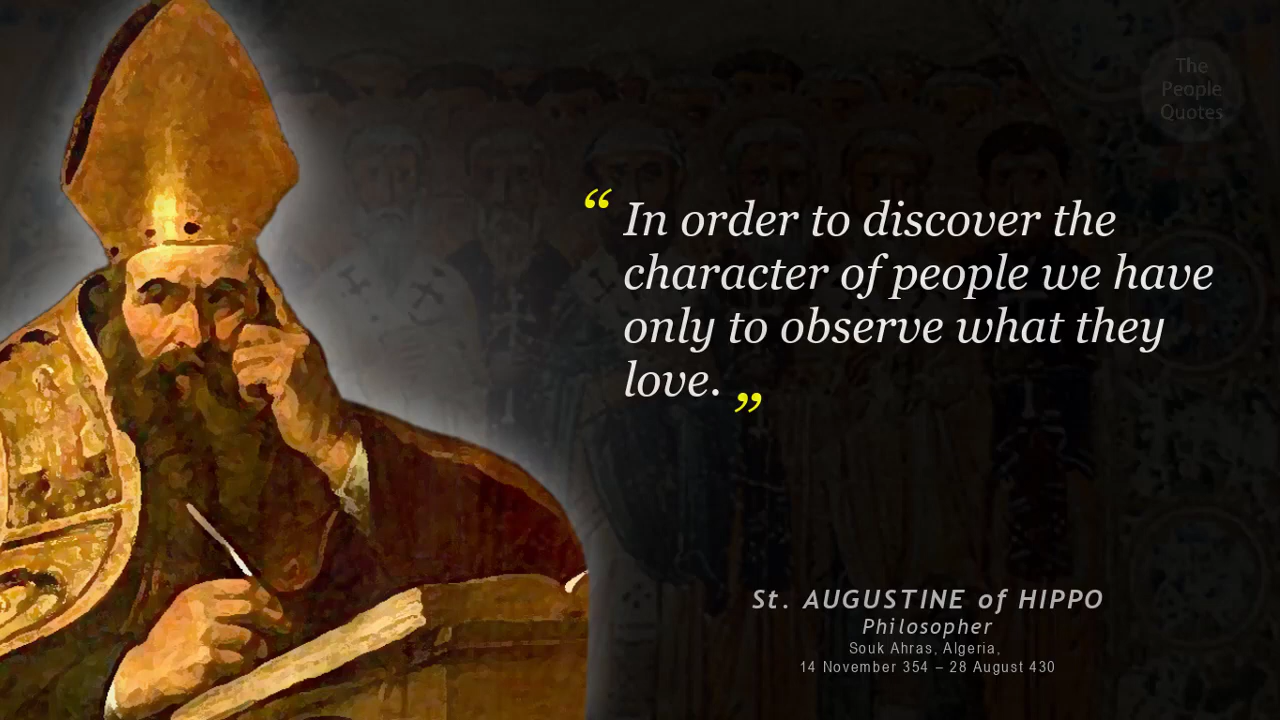 The
People
Quotes
“ In order to discover the
character of people we have
only to observe what they
love. ”
St. AUGUSTINE of HIPPO
Philosopher
Souk Ahras, Algeria,
14 November 354 – 28 August 430